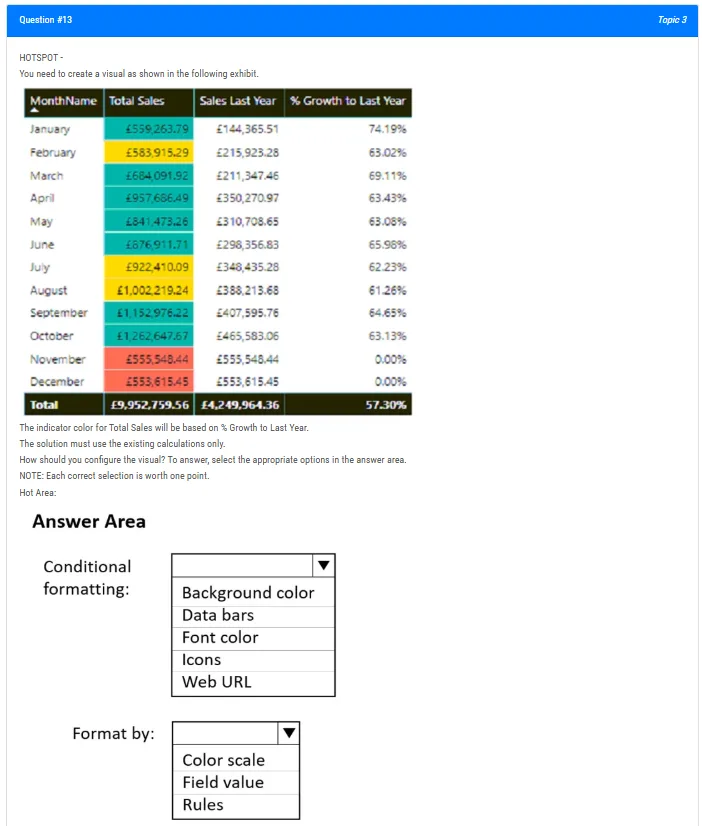 Question #13 Topic 3
HOTSPOT -
You need to create a visual as shown in the following exhibit.
MonthName Total Sales Sales Last Year % Growth to Last Year
January £559,263.79 £144,365.51 74.19%
February £583,915.29 £215,923.28 63.02%
March £684,091.92 £211,347.46 69.11%
April £957,686.49 £350,270.97 63.43%
May £841,473.26 £310,708.65 63.08%
June £876,911.71 £298,356.83 65.98%
July £922,410.09 £348,435.28 62.23%
August £1,002,219.24 £388,213.68 61.26%
September £1,152,976.22 £407,595.76 64.65%
October £1,262,647.67 £465,583.06 63.13%
November £555,548.44 £555,548.44 0.00%
December £553,615.45 £553,615.45 0.00%
Total £9,952,759.56 £4,249,964.36 57.30%
The indicator color for Total Sales will be based on % Growth to Last Year.
The solution must use the existing calculations only.
How should you configure the visual? To answer, select the appropriate options in the answer area.
NOTE: Each correct selection is worth one point.
Hot Area:
Answer Area
Conditional
formatting:
Background color
Data bars
Font color
Icons
Web URL
Format by:
Color scale
Field value
Rules